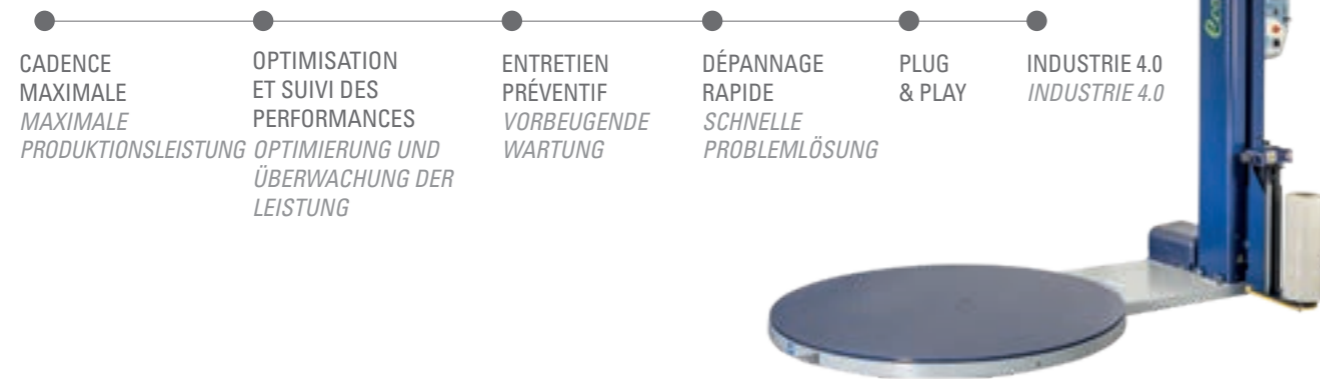 CADENCE
MAXIMALE
MAXIMALE
PRODUKTIONSLEISTUNG
OPTIMISATION
ET SUIVI DES
PERFORMANCES
OPTIMIERUNG UND
ÜBERWACHUNG DER
LEISTUNG
ENTRETIEN
PRÉVENTIF
VORBEUGENDE
WARTUNG
DÉPANNAGE
RAPIDE
SCHNELLE
PROBLEMLÖSUNG
PLUG
& PLAY
INDUSTRIE 4.0
INDUSTRIE 4.0